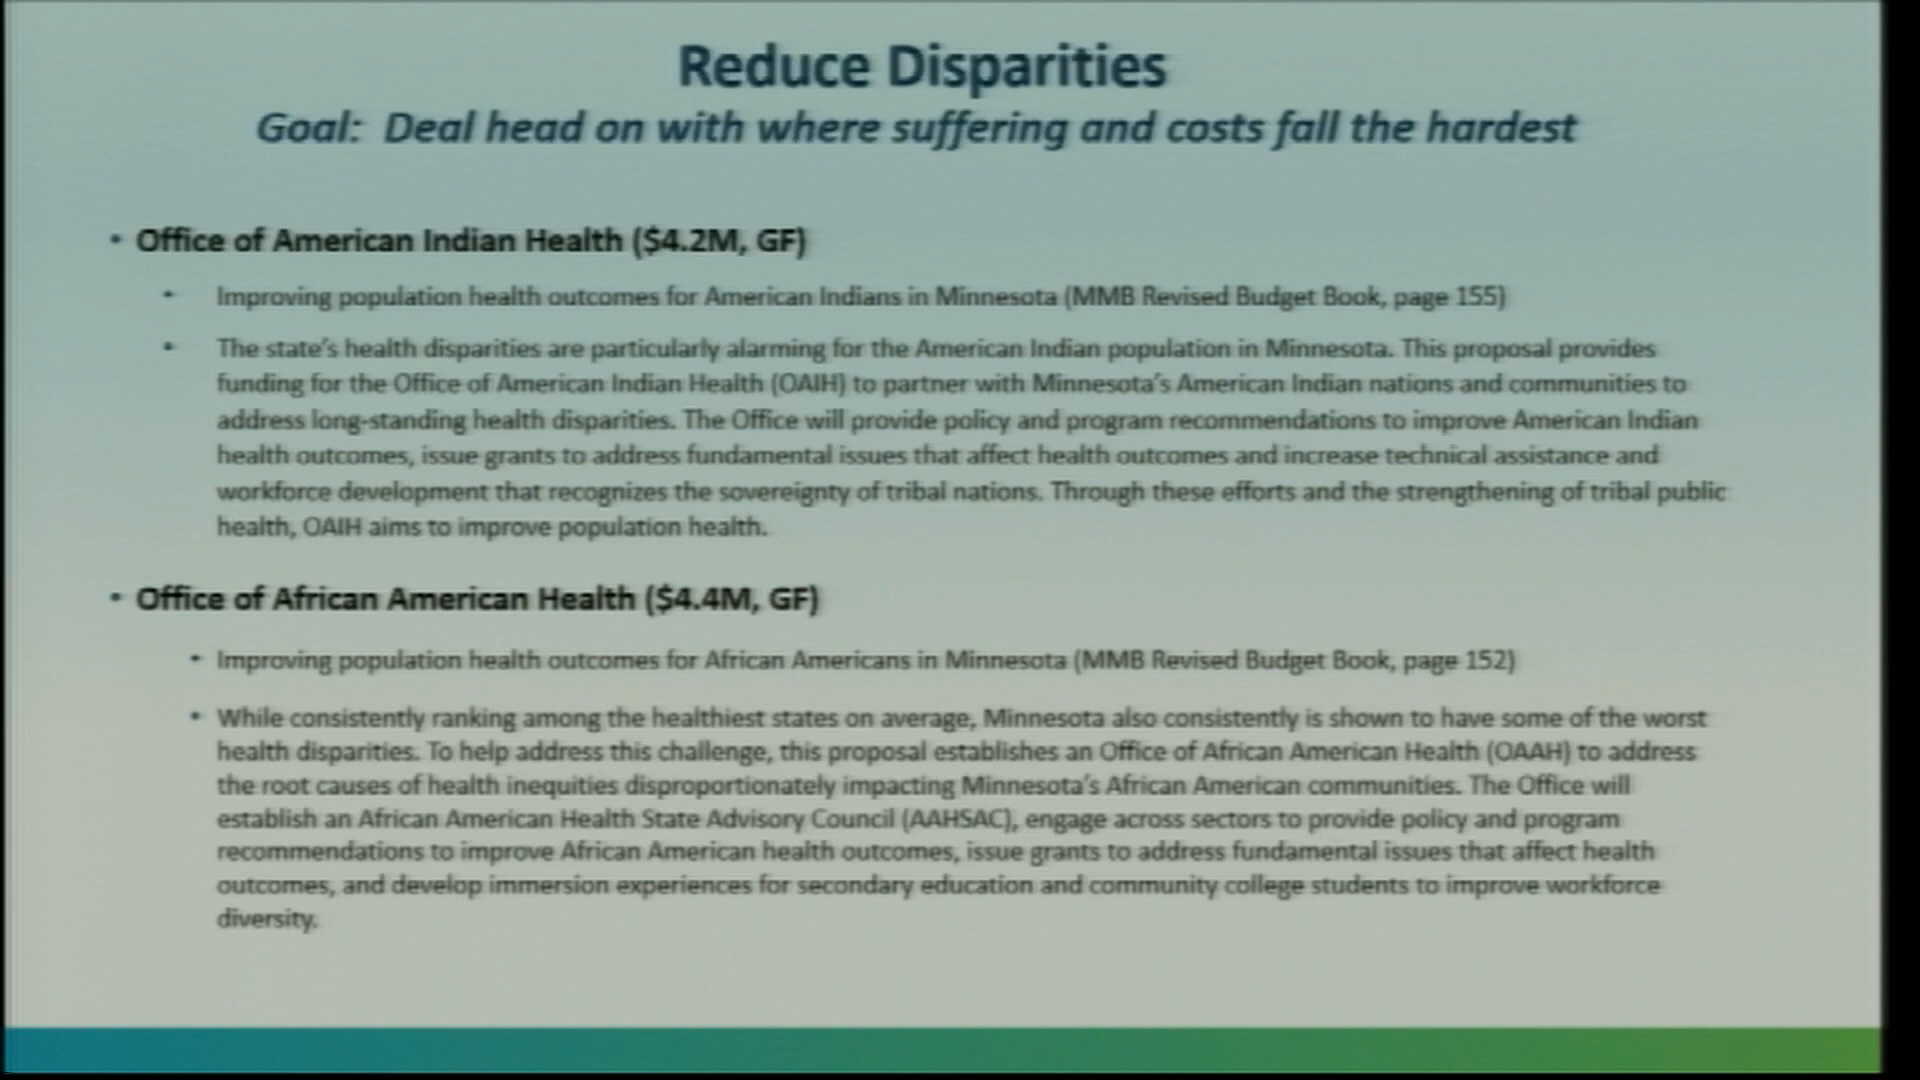 Reduce Disparities
Goal: Deal head on with where suffering and costs fall the hardest
• Office of American Indian Health ($4.2M, GF)
• Improving population health outcomes for American Indians in Minnesota (MMB Revised Budget Book, page 155)
• The state's health disparities are particularly alarming for the American Indian population in Minnesota. This proposal provides
funding for the Office of American Indian Health (OAIH) to partner with Minnesota's American Indian nations and communities to
address long-standing health disparities. The Office will provide policy and program recommendations to improve American Indian
health outcomes, issue grants to address fundamental issues that affect health outcomes and increase technical assistance and
workforce development that recognizes the sovereignty of tribal nations. Through these efforts and the strengthening of tribal public
health, OAIH aims to improve population health.
• Office of African American Health ($4.4M, GF)
• Improving population health outcomes for African Americans in Minnesota (MMB Revised Budget Book, page 152)
• While consistently ranking among the healthiest states on average, Minnesota also consistently is shown to have some of the worst
health disparities. To help address this challenge, this proposal establishes an Office of African American Health (OAAH) to address
the root causes of health inequities disproportionately impacting Minnesota's African American communities. The Office will
establish an African American Health State Advisory Council (AAHSAC), engage across sectors to provide policy and program
recommendations to improve African American health outcomes, issue grants to address fundamental issues that affect health
outcomes, and develop immersion experiences for secondary education and community college students to improve workforce
diversity.